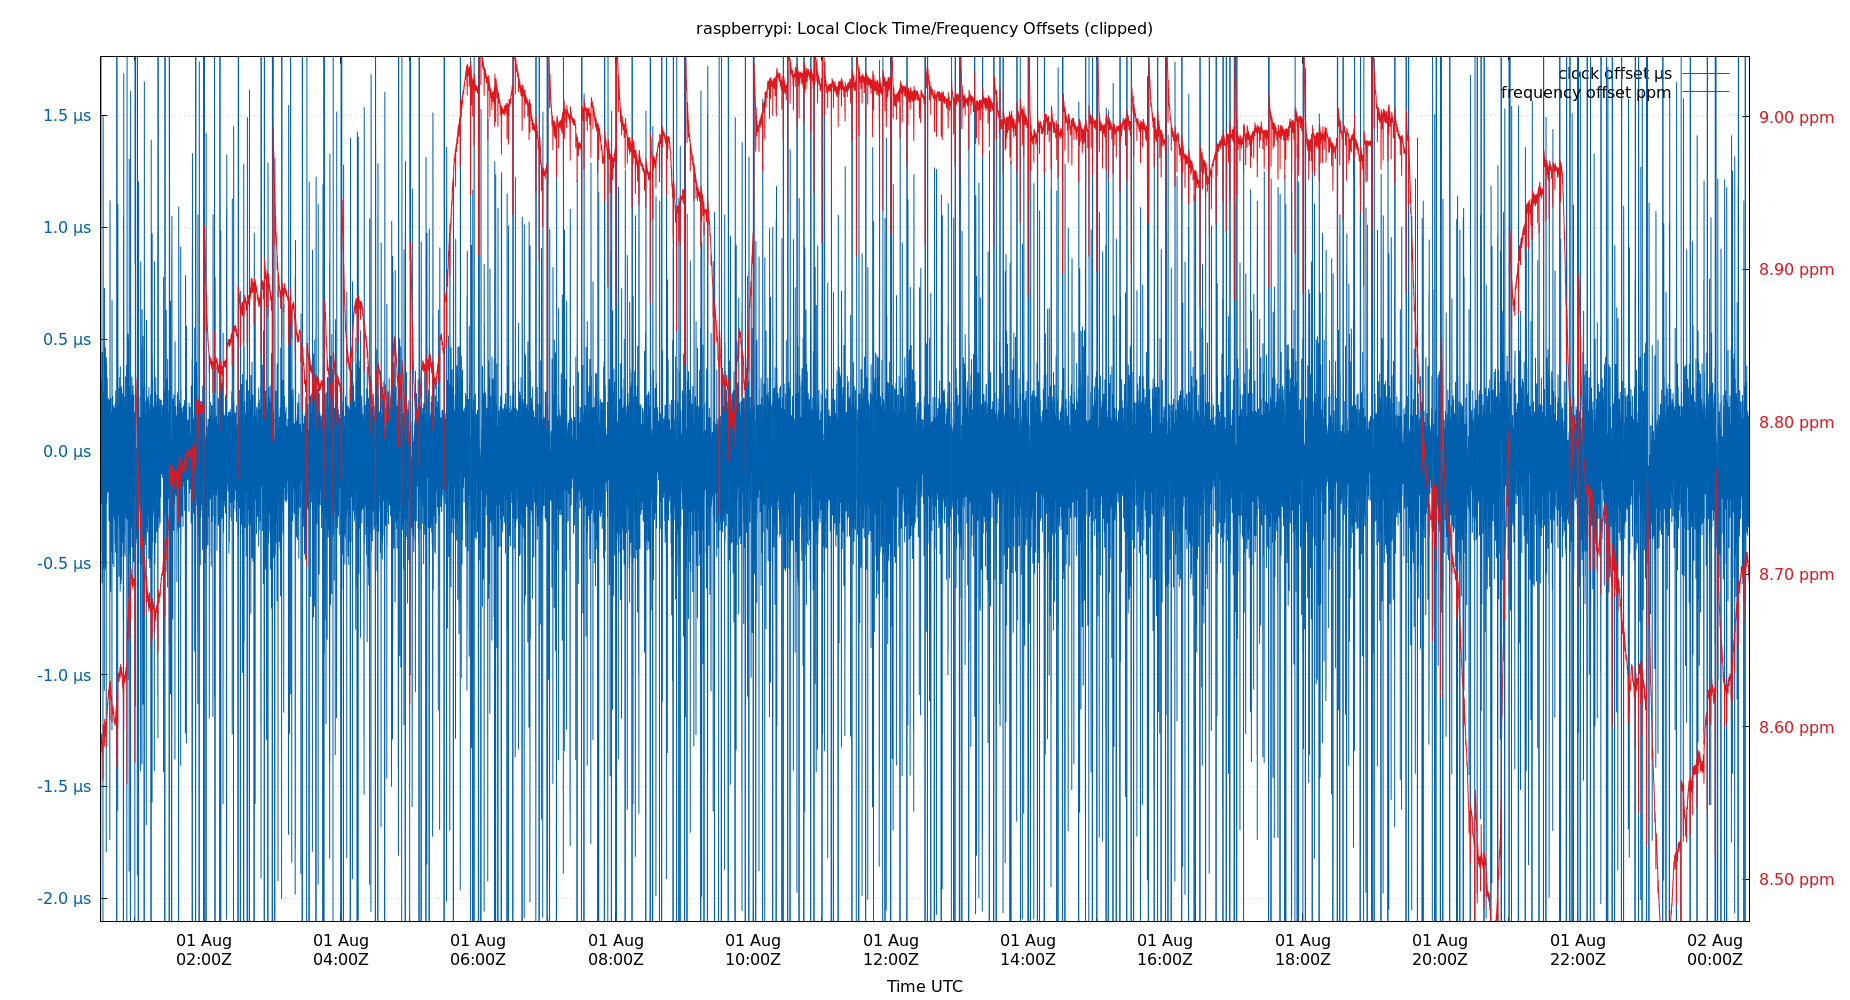 raspberrypi: Local Clock Time/Frequency Offsets (clipped)
clock offset µs
frequency offset ppm
1.5 µs
1.0 µs
0.5 µs
0.0 µs
-0.5 µs
-1.0 µs
-1.5 µs
-2.0 µs
9.00 ppm
8.90 ppm
8.80 ppm
8.70 ppm
8.60 ppm
8.50 ppm
01 Aug 01 Aug 01 Aug 01 Aug 01 Aug 01 Aug 01 Aug 01 Aug 01 Aug 01 Aug 01 Aug 02 Aug
02:00Z 04:00Z 06:00Z 08:00Z 10:00Z 12:00Z 14:00Z 16:00Z 18:00Z 20:00Z 22:00Z 00:00Z
Time UTC